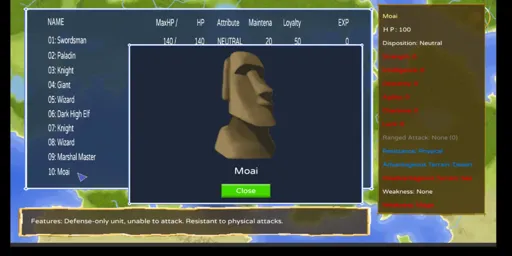 NAME MaxHP / HP Attribute Maintena Loyalty EXP
01: Swordsman 140 / 140 NEUTRAL 20 50 0
02: Paladin
03: Knight
04: Giant
05: Wizard
06: Dark High Elf
07: Knight
08: Wizard
09: Marshal Master
10: Moai
Moai
Close
Moai
H P : 100
Disposition: Neutral
Ranged Attack: None (0)
Resistance: Physical
Advantageous Terrain: Desert
Weakness: None
Features: Defense-only unit, unable to attack. Resistant to physical attacks.